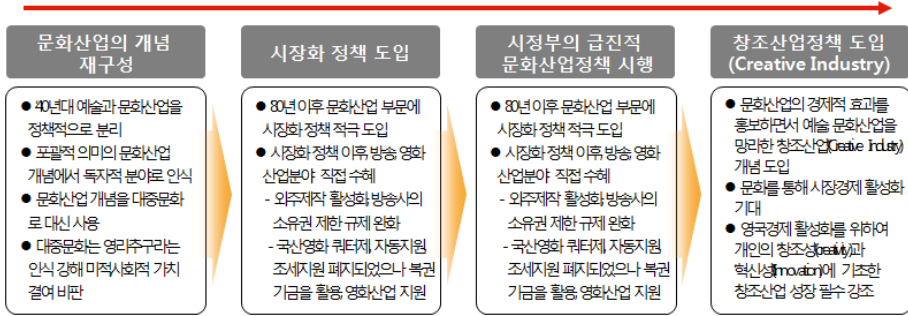 문화산업의 개념
재구성
● 40년대 예술과 문화산업을
정책적으로 분리
● 포괄적 의미의 문화산업
개념에서 독자적 분야로 인식
● 문화산업 개념을 대중문화
로 대신 사용
● 대중문화는 영리추구라는
인식 강해 미적사회적 가치
결여 비판
시장화 정책 도입
● 80년 이후 문화산업 부문에
시장화 정책 적극 도입
● 시장화 정책 이후, 방송, 영화
산업분야 직접 수혜
- 외주제작 활성화, 방송사의
소유권 제한 규제 완화
- 국산영화 쿼터제, 자동지원,
조세지원 폐지되었으나 복권
기금을 활용, 영화산업 지원
시정부의 급진적
문화산업정책 시행
● 80년 이후 문화산업 부문에
시장화 정책 적극 도입
● 시장화 정책 이후, 방송, 영화
산업분야 직접 수혜
- 외주제작 활성화, 방송사의
소유권 제한 규제 완화
- 국산영화 쿼터제, 자동지원,
조세지원 폐지되었으나 복권
기금을 활용, 영화산업 지원
창조산업정책 도입
(Creative Industry)
● 문화산업의 경제적 효과를
홍보하면서 예술 문화산업을
망라한 창조산업(Creative Industry)
개념 도입
● 문화를 통해 시장경제 활성화
기대
● 영국경제 활성화를 위하여
개인의 창조성(creativity)과
혁신성(innovation)에 기초한
창조산업 성장 필수 강조